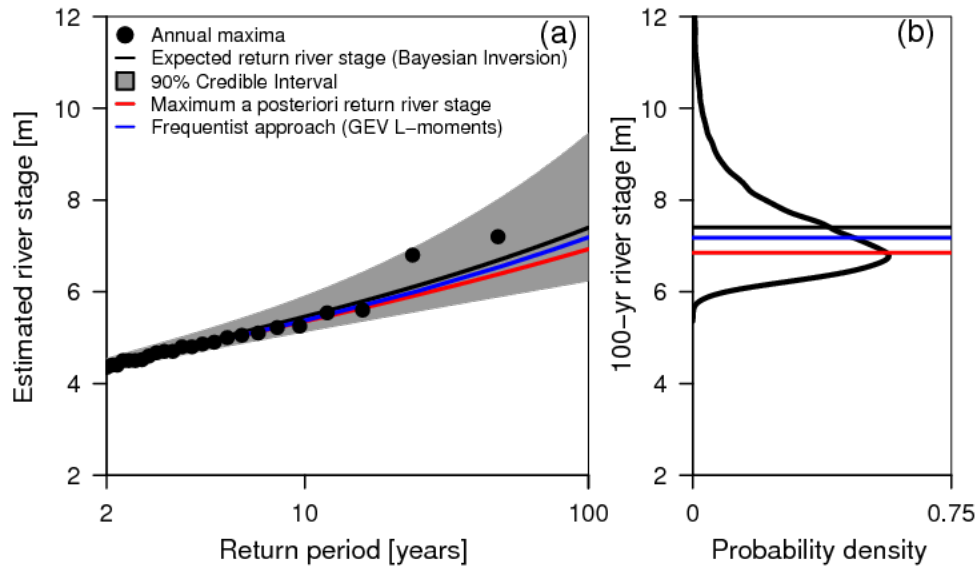 (a)
Annual maxima
Expected return river stage (Bayesian Inversion)
90% Credible Interval
Maximum a posteriori return river stage
Frequentist approach (GEV L−moments)
Estimated river stage [m]
12
10
8
6
4
2
2
10
100
Return period [years]
(b)
100−yr river stage [m]
12
10
8
6
4
2
0
0.75
Probability density